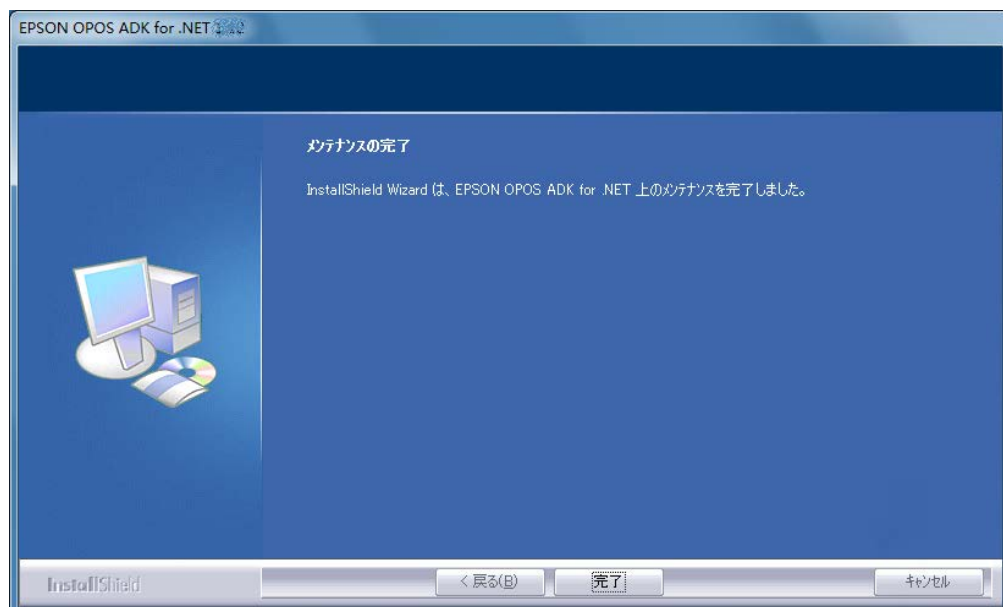 EPSON OPOS ADK for .NET
メンテナンスの完了
InstallShield Wizard は、EPSON OPOS ADK for .NET 上のメンテナンスを完了しました。
InstallShield
< 戻る(B)
完了
キャンセル